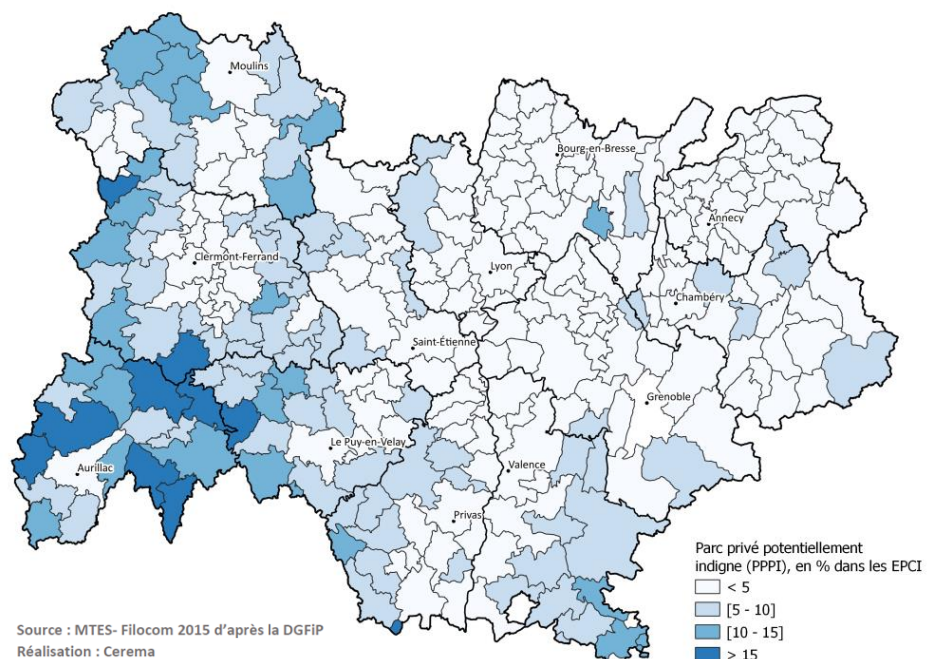 Moulins
Bourg-en-Bresse
Annecy
Clermont-Ferrand
Lyon
Chambéry
Saint-Étienne
Grenoble
Le Puy-en-Velay
Aurillac
Valence
Privas
Parc privé potentiellement
indigne (PPPI), en % dans les EPCI
< 5
[5 - 10]
[10 - 15]
> 15
Source : MTES- Filocom 2015 d'après la DGFiP
Réalisation : Cerema